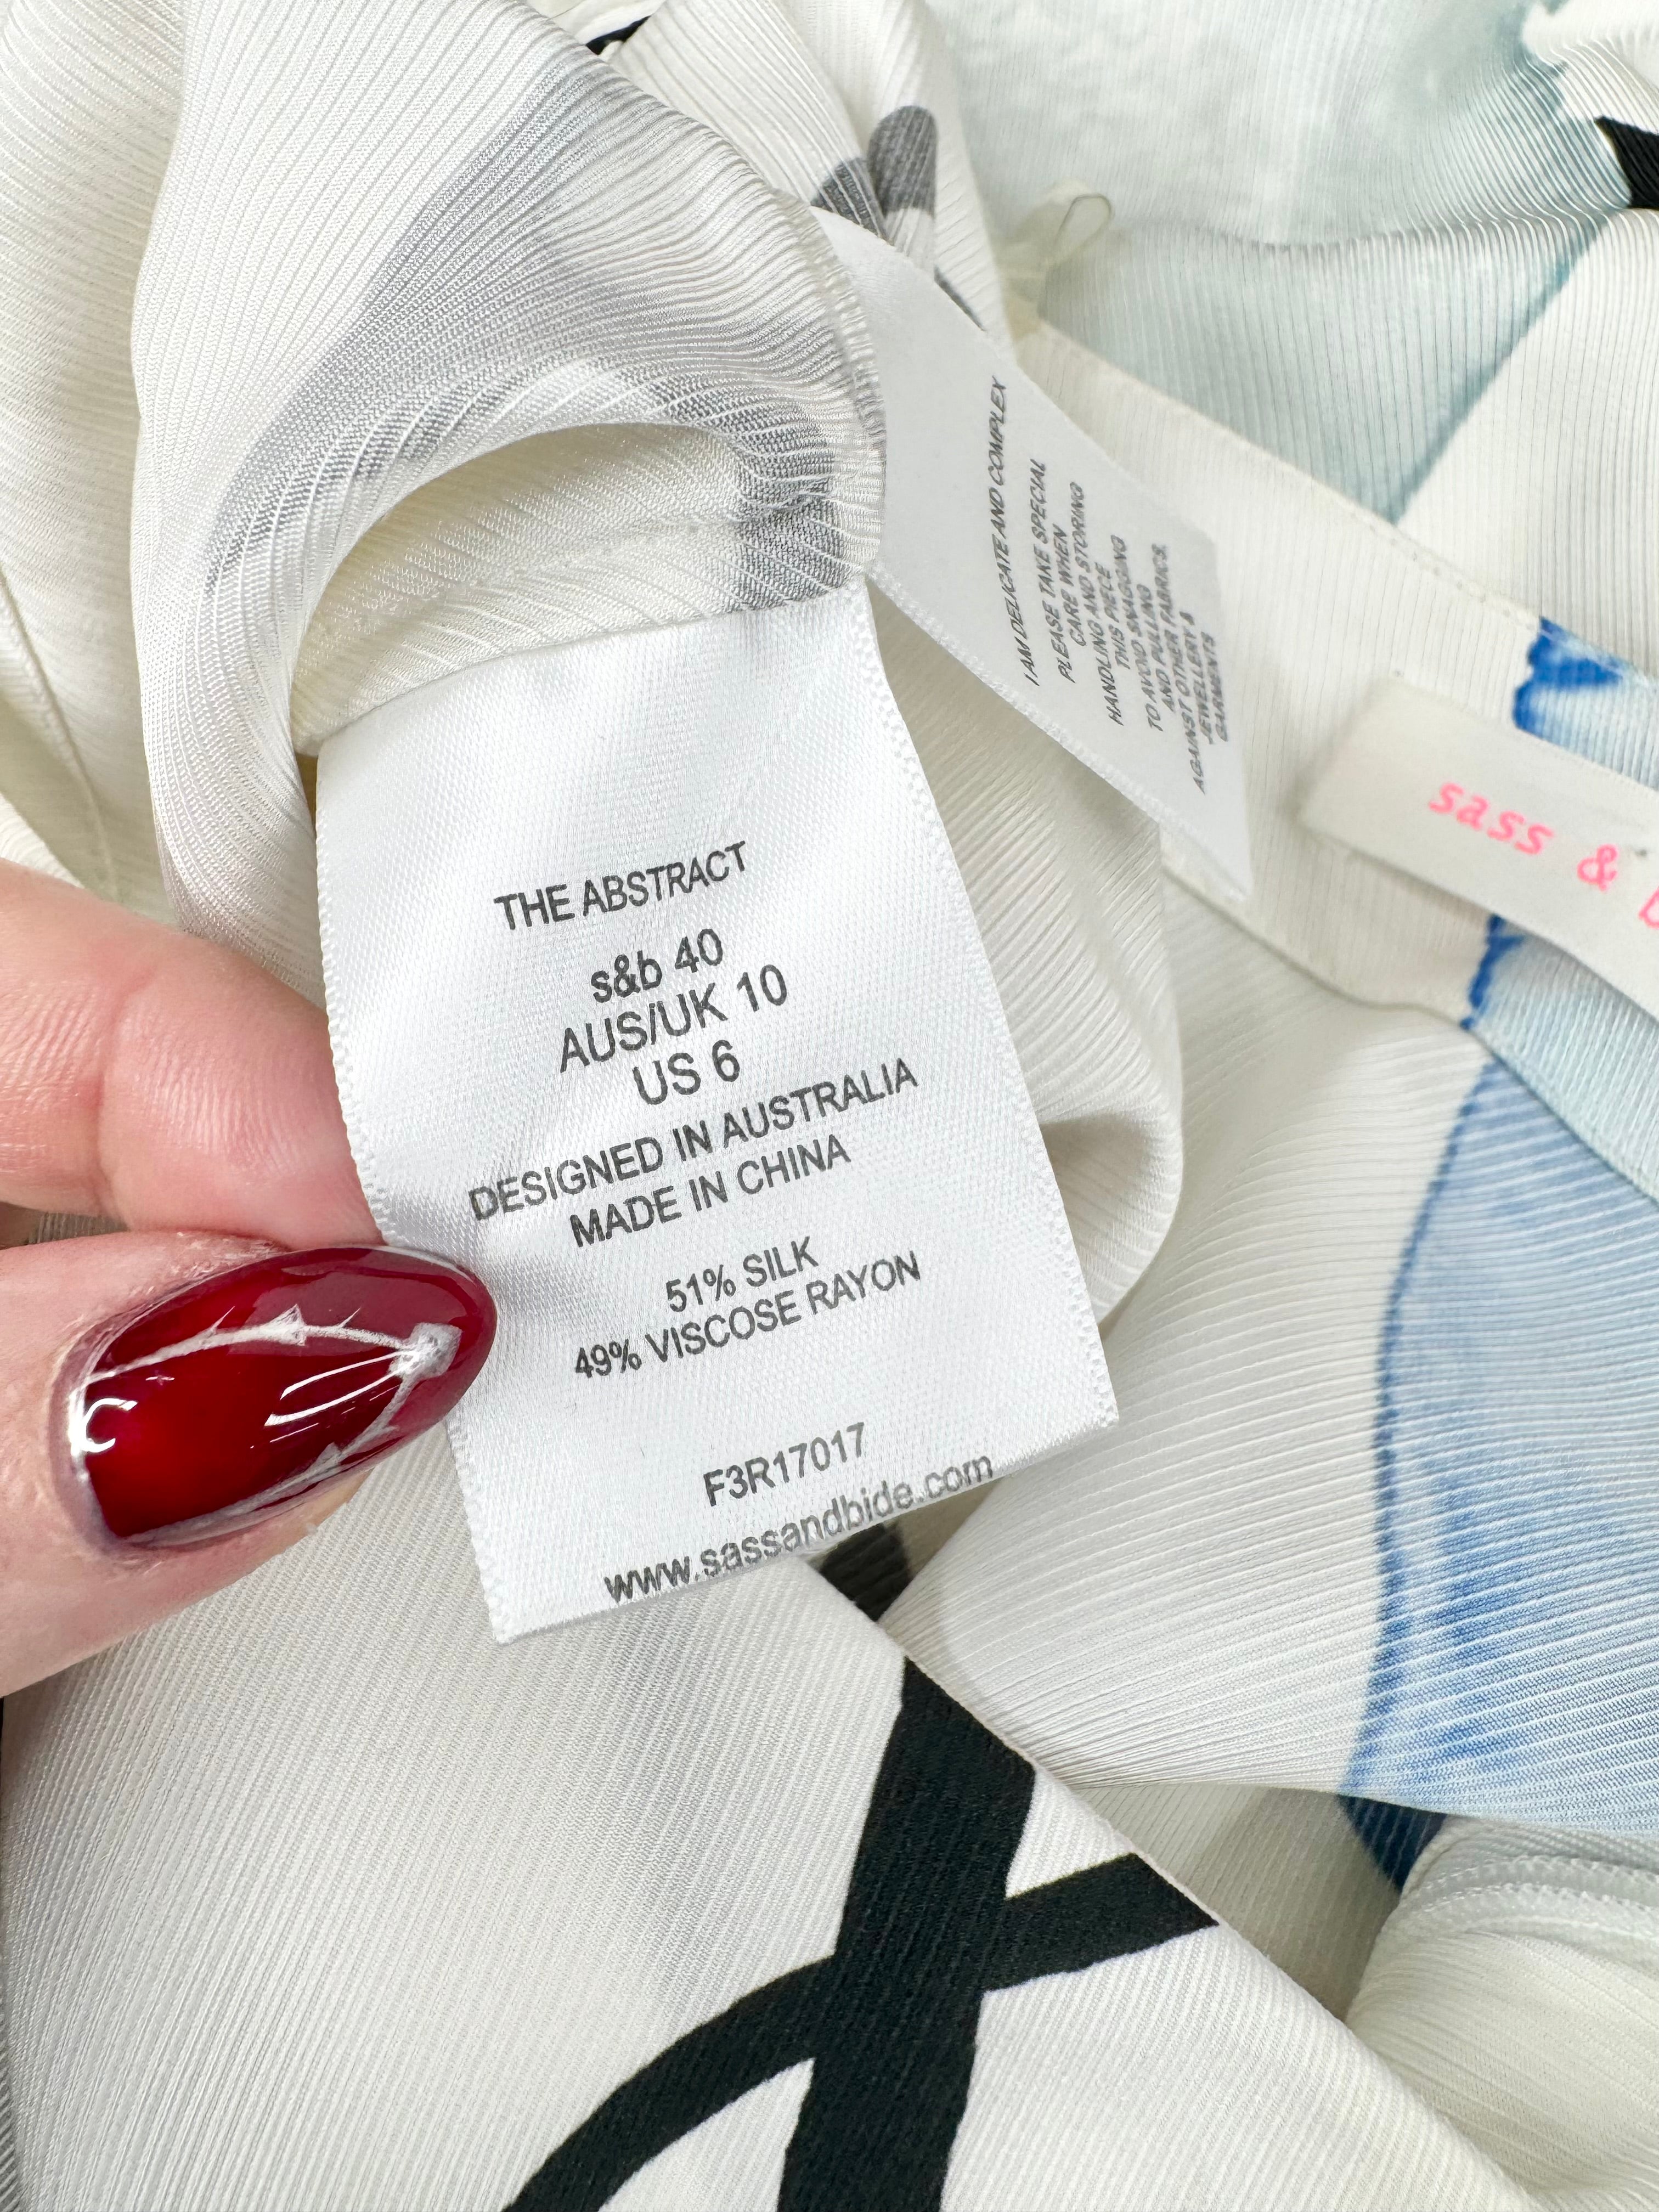 THE ABSTRACT
s&b 40
AUS/UK 10
US 6
DESIGNED IN AUSTRALIA
MADE IN CHINA
51% SILK
49% VISCOSE RAYON
F3R17017
www.sassandbide.com
I AM DELICATE AND COMPLEX
PLEASE TAKE SPECIAL
CARE WHEN
HANDLING AND STORING
THIS PIECE
TO AVOID SNAGGING
AND PULLING
AGAINST OTHER FABRICS,
JEWELLERY &
GARMENTS
sass & b